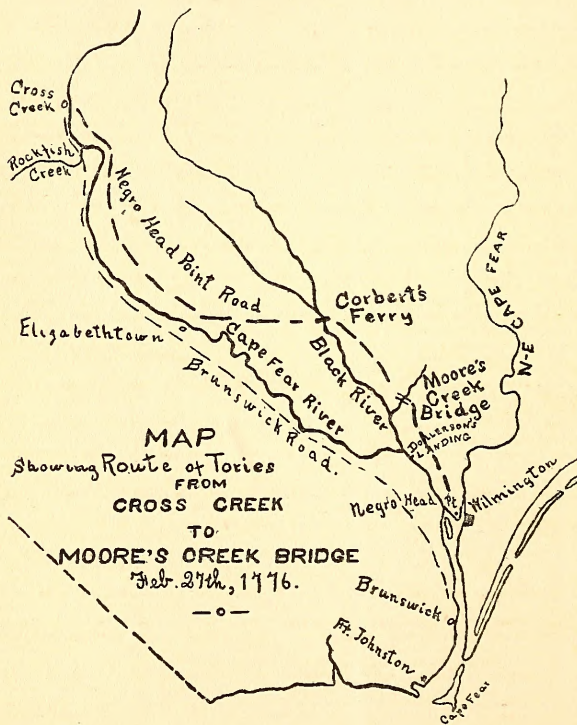 Cross
Creek
Rockfish
Creek
Negro Head Point Road
N-E CAPE FEAR
Corbert's
Ferry
Elizabethtown
Cape Fear River
Black River
Brunswick Road.
Moore's
Creek
Bridge
DOLLERSON'S
LANDING
MAP
Showing Route of Tories
FROM
CROSS CREEK
TO
MOORE'S CREEK BRIDGE
Feb. 27th, 1776.
Negro Head Pt.
Wilmington
Brunswick
Ft. Johnston
Cape Fear